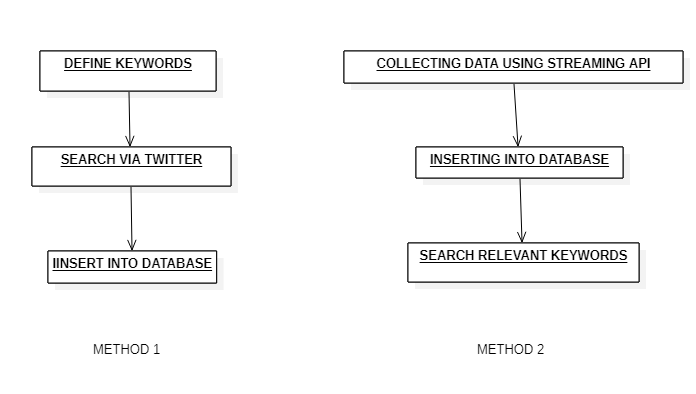 DEFINE KEYWORDS
SEARCH VIA TWITTER
IINSERT INTO DATABASE
METHOD 1
COLLECTING DATA USING STREAMING API
INSERTING INTO DATABASE
SEARCH RELEVANT KEYWORDS
METHOD 2